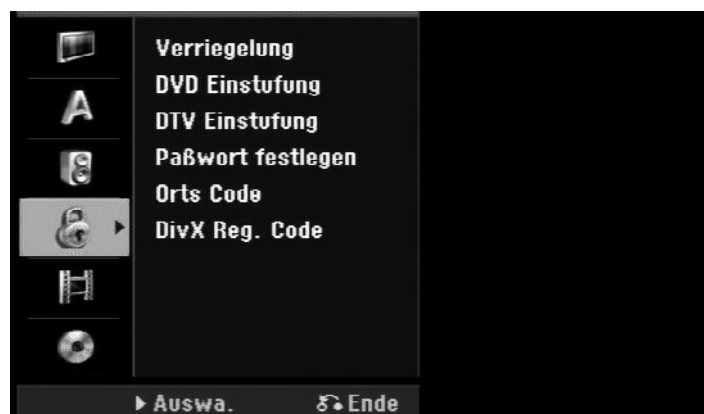 Verriegelung
DVD Einstufung
DTV Einstufung
Paßwort festlegen
Orts Code
DivX Reg. Code
Auswa. Ende